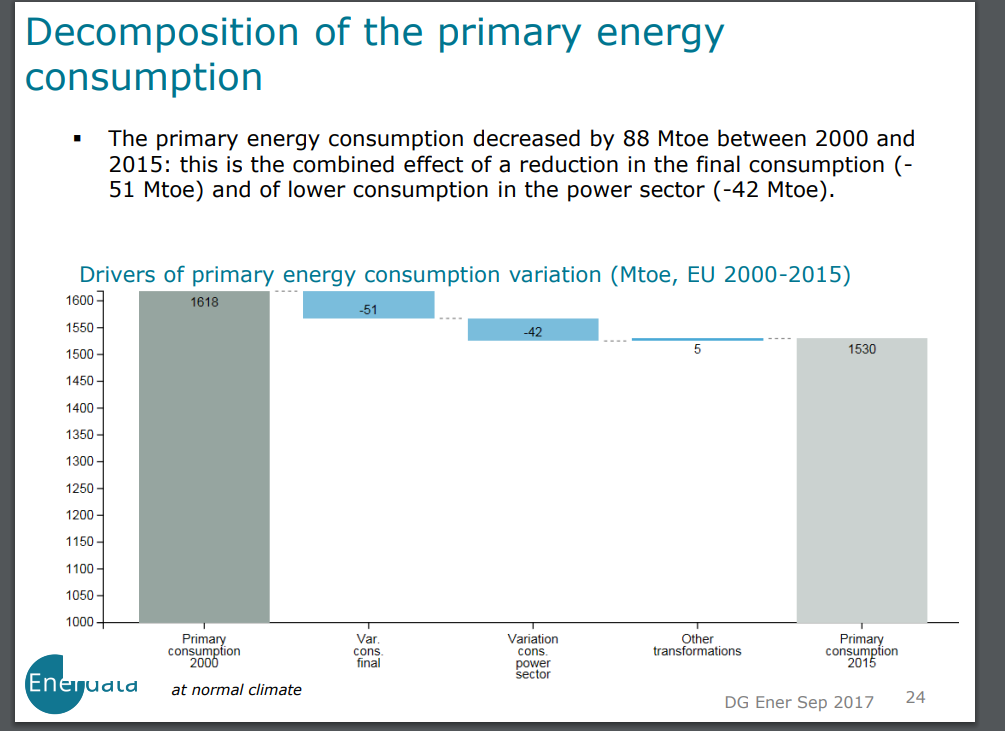 Decomposition of the primary energy
consumption
▪ The primary energy consumption decreased by 88 Mtoe between 2000 and
2015: this is the combined effect of a reduction in the final consumption (-
51 Mtoe) and of lower consumption in the power sector (-42 Mtoe).
Drivers of primary energy consumption variation (Mtoe, EU 2000-2015)
1600
1550
1500
1450
1400
1350
1300
1250
1200
1150
1100
1050
1000
1618
-51
-42
5
1530
Primary
consumption
2000
Var.
cons.
final
Variation
cons.
power
sector
Other
transformations
Primary
consumption
2015
Enerdata
at normal climate
DG Ener Sep 2017
24